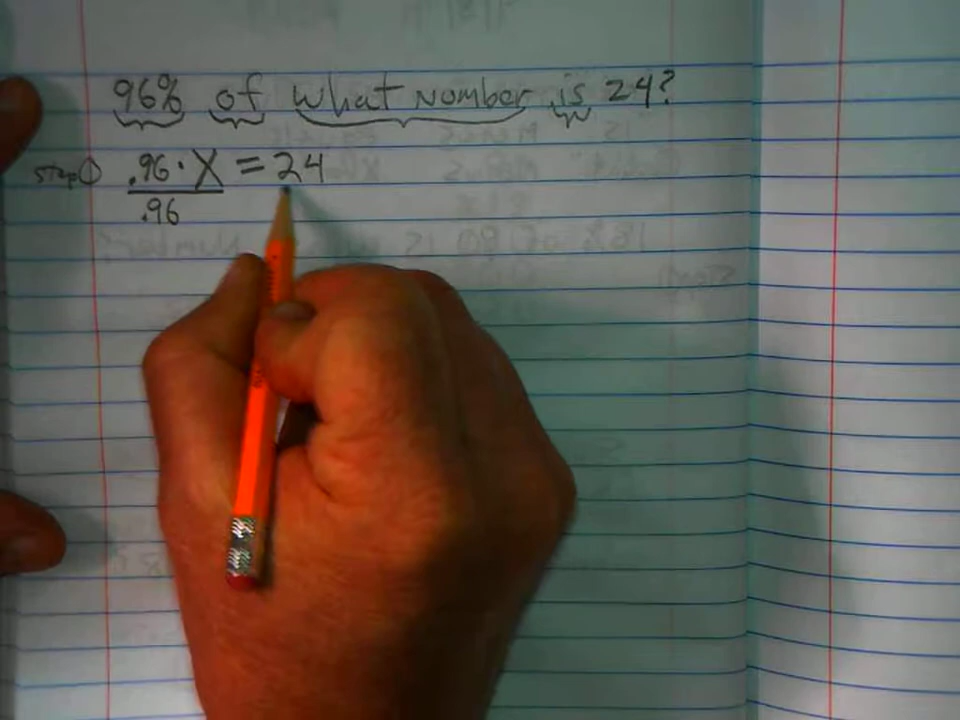 96% of what number is 24?
step① .96 · X = 24
.96